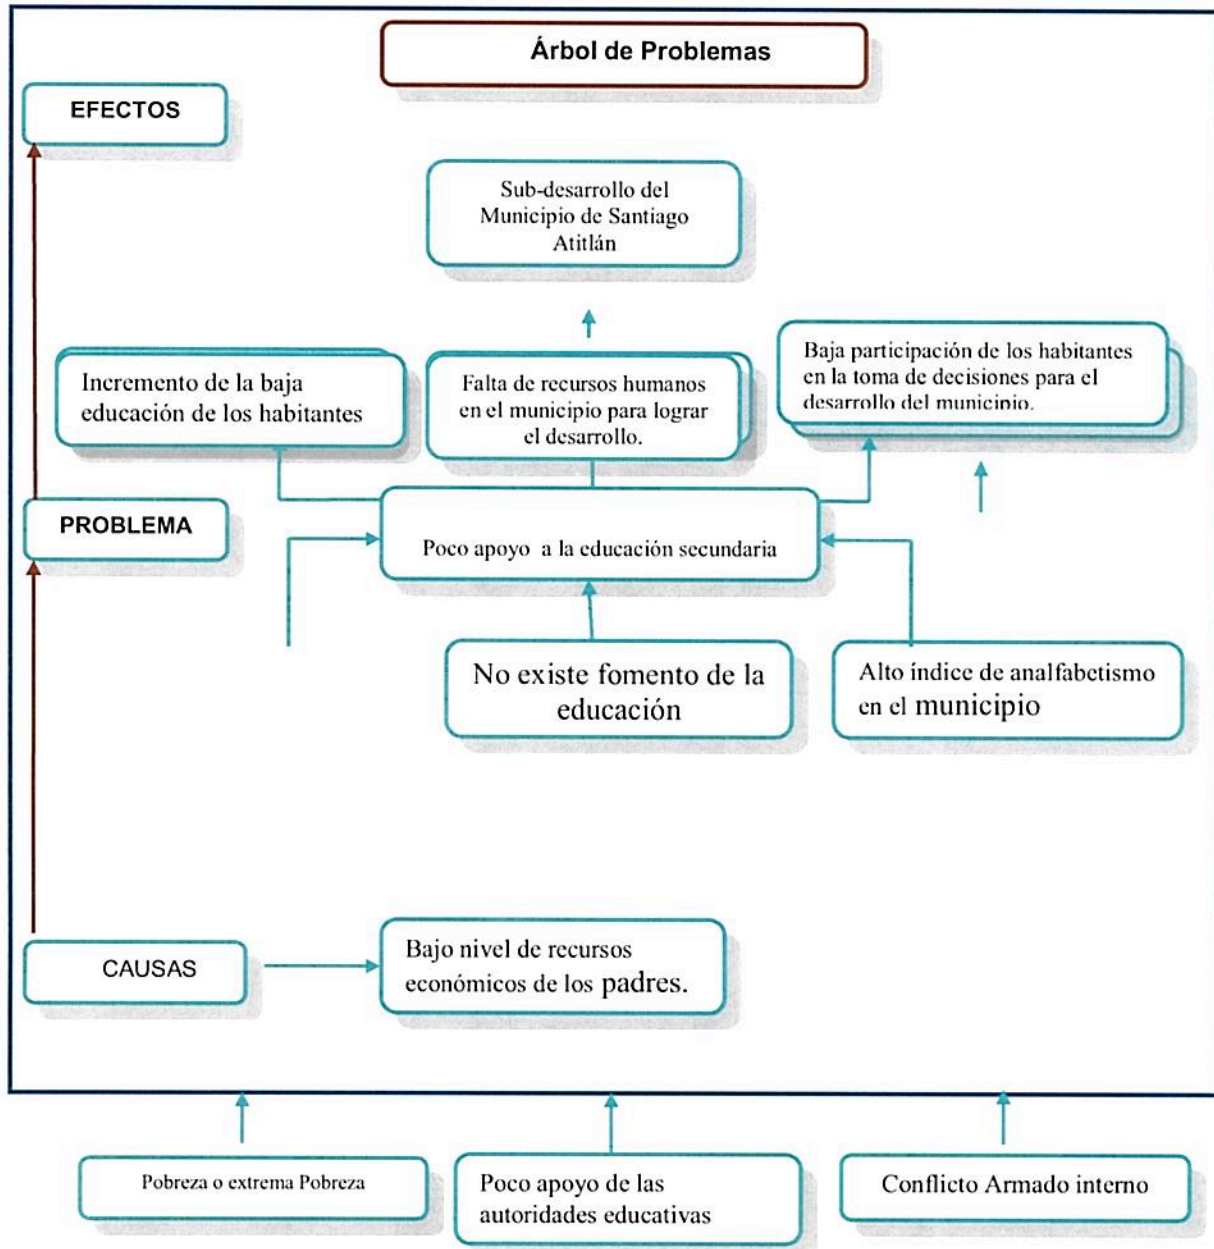 Árbol de Problemas
EFECTOS
Sub-desarrollo del
Municipio de Santiago
Atitlán
Incremento de la baja
educación de los habitantes
Falta de recursos humanos
en el municipio para lograr
el desarrollo.
Baja participación de los habitantes
en la toma de decisiones para el
desarrollo del municipio.
PROBLEMA
Poco apoyo a la educación secundaria
No existe fomento de la
educación
Alto índice de analfabetismo
en el municipio
CAUSAS
Bajo nivel de recursos
económicos de los padres.
Pobreza o extrema Pobreza
Poco apoyo de las
autoridades educativas
Conflicto Armado interno